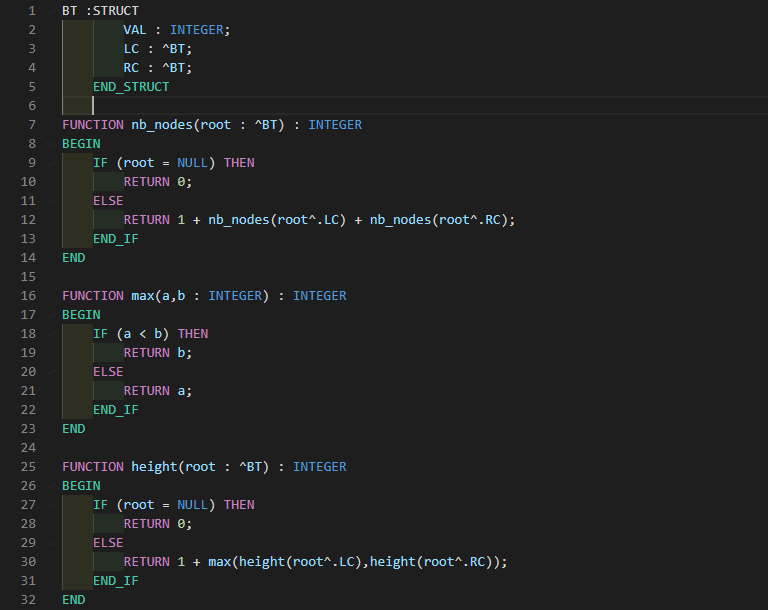 1 BT :STRUCT
2 VAL : INTEGER;
3 LC : ^BT;
4 RC : ^BT;
5 END_STRUCT
6
7 FUNCTION nb_nodes(root : ^BT) : INTEGER
8 BEGIN
9 IF (root = NULL) THEN
10 RETURN 0;
11 ELSE
12 RETURN 1 + nb_nodes(root^.LC) + nb_nodes(root^.RC);
13 END_IF
14 END
15
16 FUNCTION max(a,b : INTEGER) : INTEGER
17 BEGIN
18 IF (a < b) THEN
19 RETURN b;
20 ELSE
21 RETURN a;
22 END_IF
23 END
24
25 FUNCTION height(root : ^BT) : INTEGER
26 BEGIN
27 IF (root = NULL) THEN
28 RETURN 0;
29 ELSE
30 RETURN 1 + max(height(root^.LC),height(root^.RC));
31 END_IF
32 END